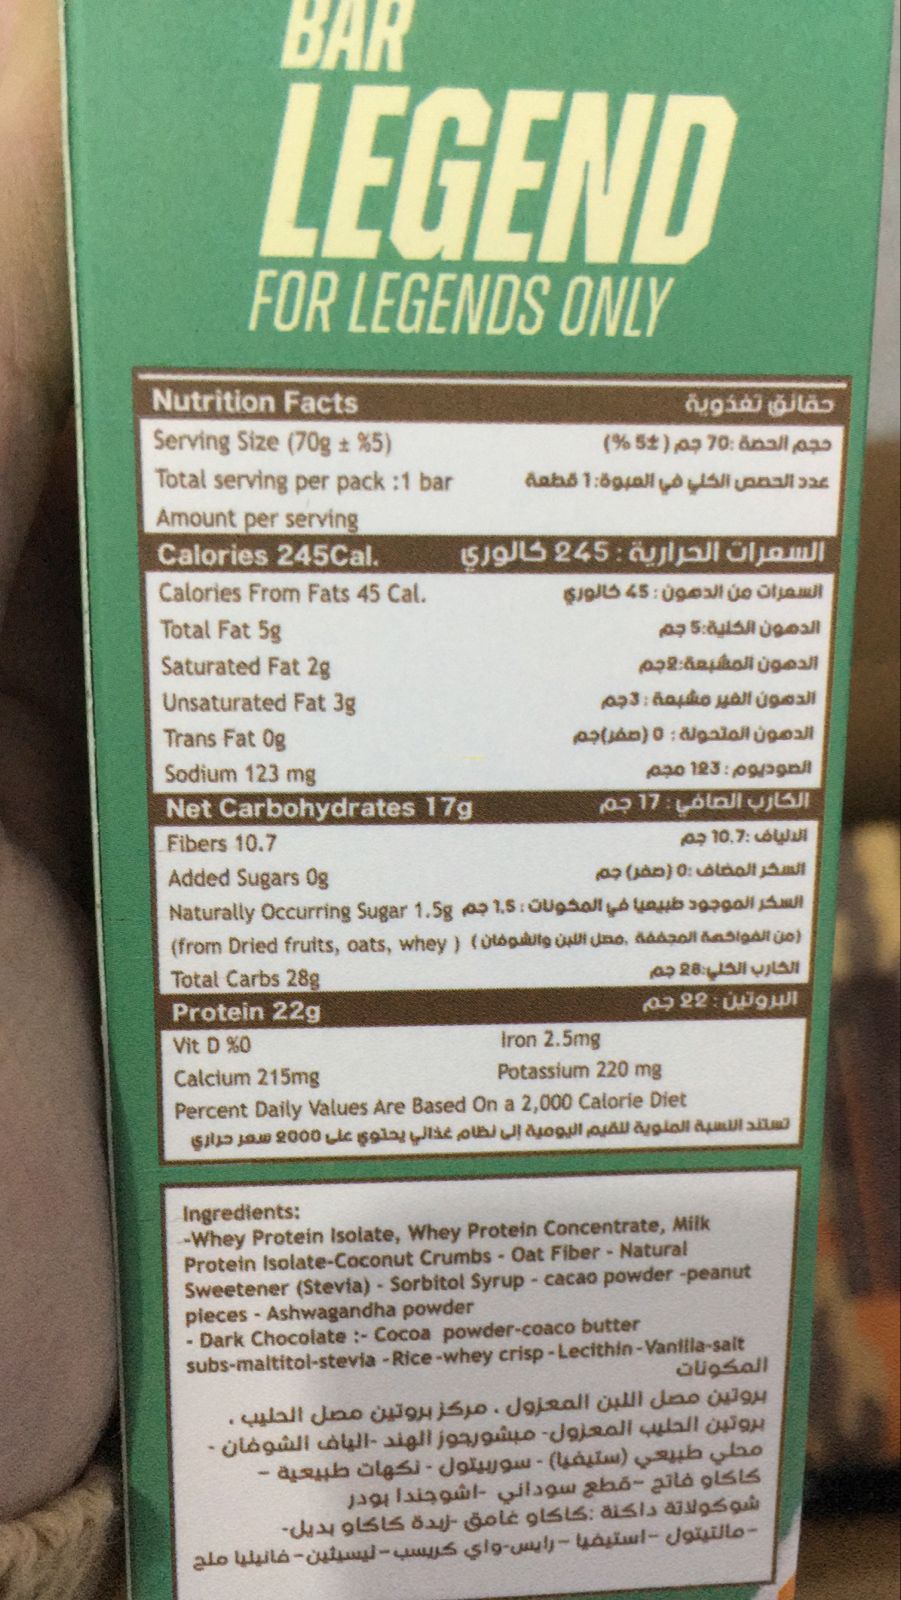 BAR
LEGEND
FOR LEGENDS ONLY
Nutrition Facts حقائق تغذوية
Serving Size (70g ± %5) حجم الحصة :70 جم ( ±5 %)
Total serving per pack :1 bar عدد الحصص الكلي في العبوة: 1 قطعة
Amount per serving
Calories 245Cal. السعرات الحرارية : 245 كالوري
Calories From Fats 45 Cal. السعرات من الدهون : 45 كالوري
Total Fat 5g الدهون الكلية:5 جم
Saturated Fat 2g الدهون المشبعة:2جم
Unsaturated Fat 3g الدهون الغير مشبعة : 3جم
Trans Fat 0g الدهون المتحولة : 0 (صفر)جم
Sodium 123 mg الصوديوم : 123 مجم
Net Carbohydrates 17g الكارب الصافي : 17 جم
Fibers 10.7 الالياف :10.7 جم
Added Sugars 0g السكر المضاف :0 (صفر) جم
Naturally Occurring Sugar 1.5g السكر الموجود طبيعيا في المكونات : 1,5 جم
(from Dried fruits, oats, whey ) (من الفواكهة المجففة ,مصل اللبن والشوفان )
Total Carbs 28g الكارب الكلي:28 جم
Protein 22g البروتين : 22 جم
Vit D %0 Iron 2.5mg
Calcium 215mg Potassium 220 mg
Percent Daily Values Are Based On a 2,000 Calorie Diet
تستند النسبة المئوية للقيم اليومية إلى نظام غذائي يحتوي على 2000 سعر حراري
Ingredients:
-Whey Protein Isolate, Whey Protein Concentrate, Milk
Protein Isolate-Coconut Crumbs - Oat Fiber - Natural
Sweetener (Stevia) - Sorbitol Syrup - cacao powder -peanut
pieces - Ashwagandha powder
- Dark Chocolate :- Cocoa powder-coaco butter
subs-maltitol-stevia -Rice -whey crisp -Lecithin -Vanilla-salt
المكونات
بروتين مصل اللبن المعزول . مركز بروتين مصل الحليب .
بروتين الحليب المعزول- مبشورجوز الهند -الياف الشوفان -
محلي طبيعي (ستيفيا) - سوربيتول - نكهات طبيعية -
كاكاو فاتح -قطع سوداني -اشوجندا بودر
شوكولاتة داكنة :كاكاو غامق -زبدة كاكاو بديل-
-مالتيتول -استيفيا -رايس-واي كريسب-ليسيثين-فانيليا ملح